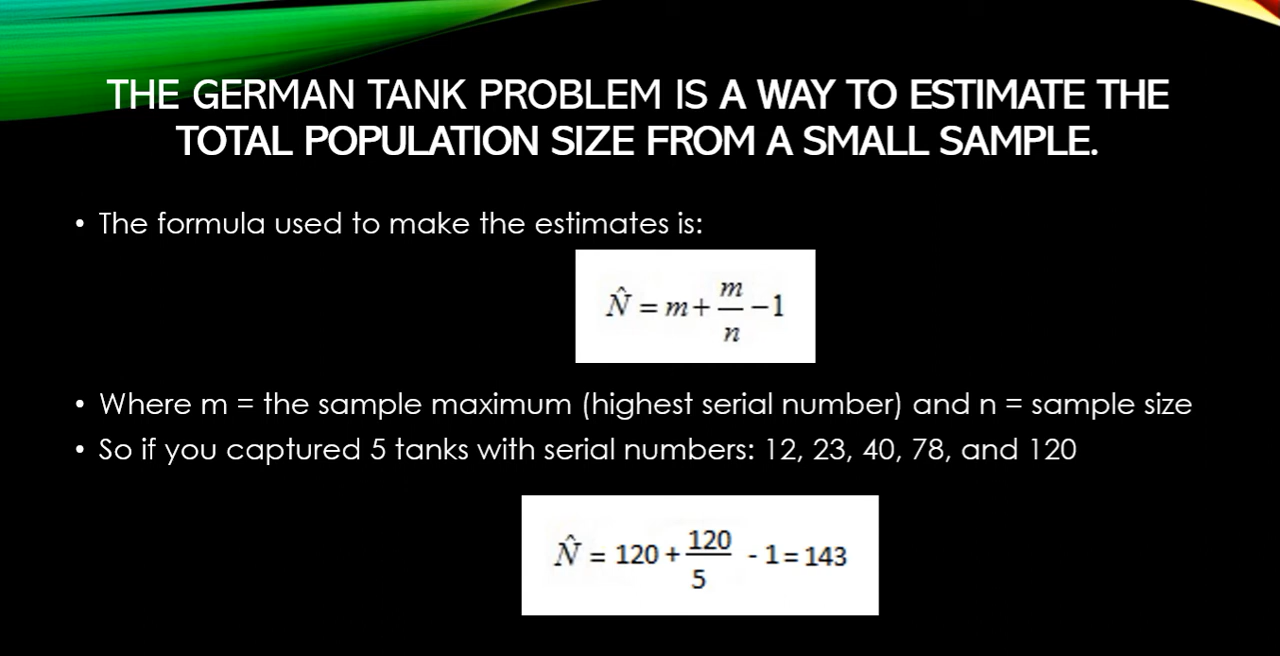 THE GERMAN TANK PROBLEM IS A WAY TO ESTIMATE THE
TOTAL POPULATION SIZE FROM A SMALL SAMPLE.
• The formula used to make the estimates is:
N̂ = m + m/n − 1
• Where m = the sample maximum (highest serial number) and n = sample size
• So if you captured 5 tanks with serial numbers: 12, 23, 40, 78, and 120
N̂ = 120 + 120/5 - 1 = 143